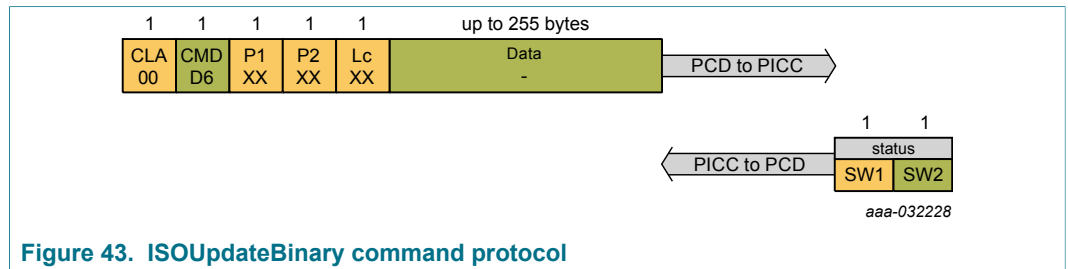 1 1 1 1 1 up to 255 bytes
CLA CMD P1 P2 Lc Data
00 D6 XX XX XX -
PCD to PICC
1 1
status
PICC to PCD
SW1 SW2
aaa-032228
Figure 43. ISOUpdateBinary command protocol